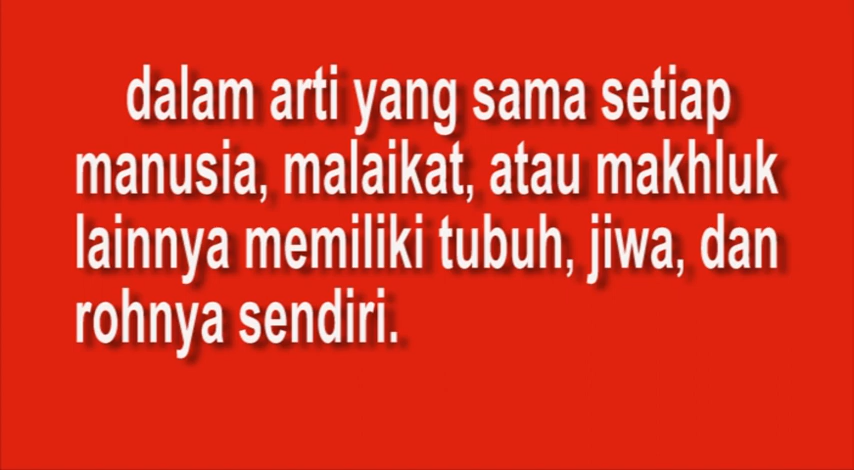 dalam arti yang sama setiap
manusia, malaikat, atau makhluk
lainnya memiliki tubuh, jiwa, dan
rohnya sendiri.